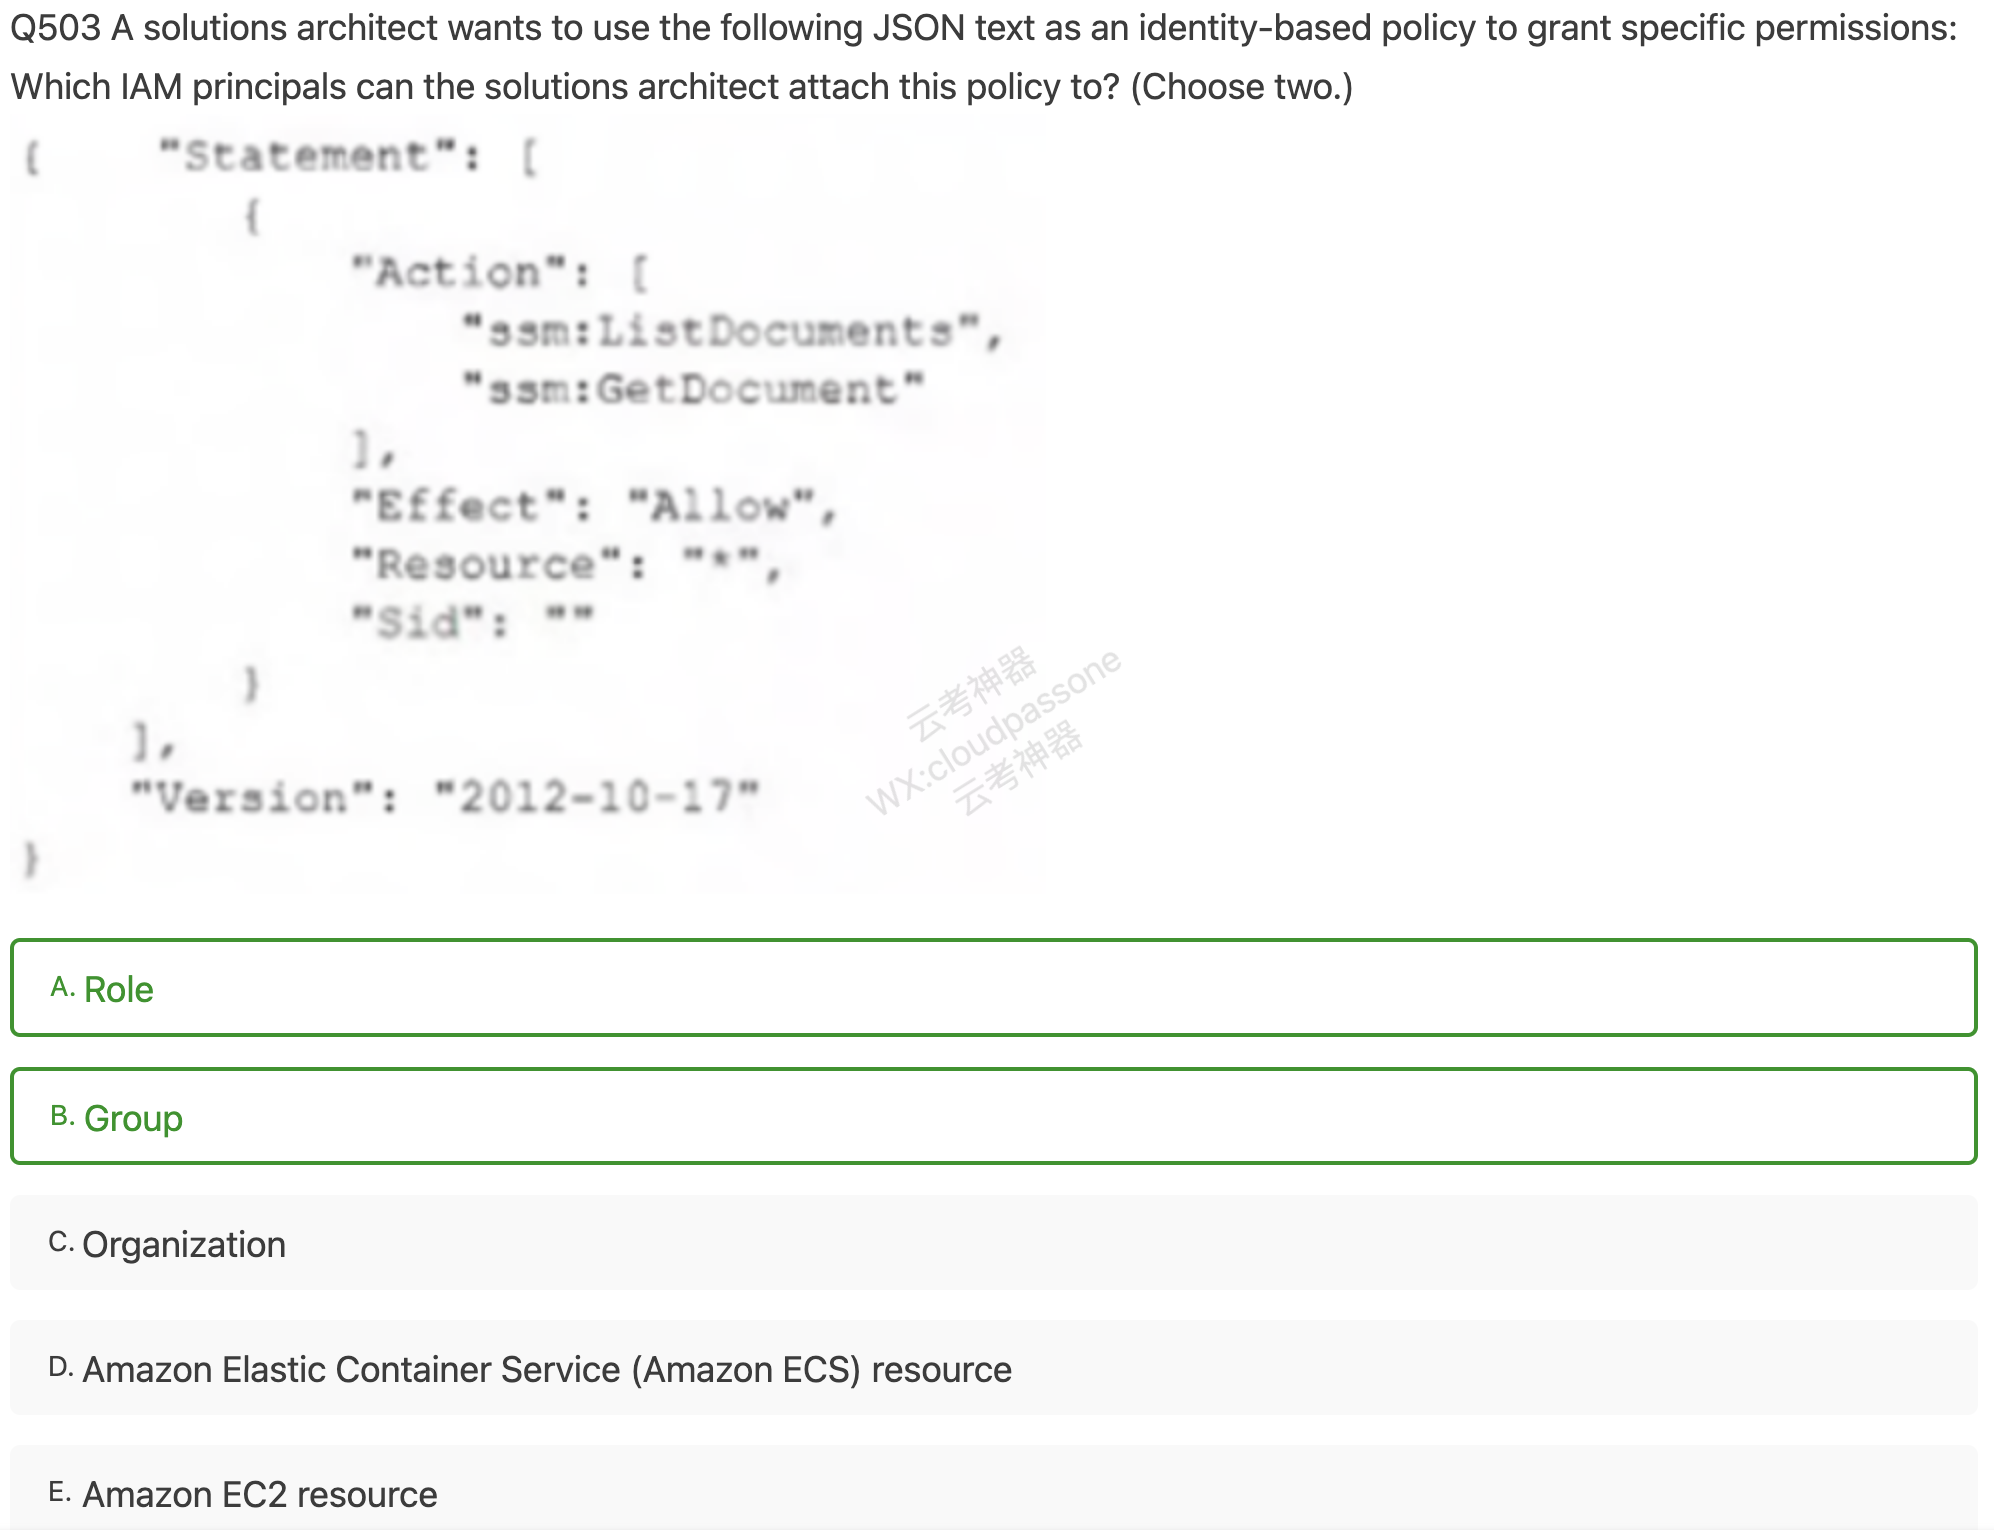 Q503 A solutions architect wants to use the following JSON text as an identity-based policy to grant specific permissions:
Which IAM principals can the solutions architect attach this policy to? (Choose two.)
{ "Statement": [
{
"Action": [
"ssm:ListDocuments",
"ssm:GetDocument"
],
"Effect": "Allow",
"Resource": "*",
"Sid": ""
}
],
"Version": "2012-10-17"
}
云考神器
WX:cloudpassone
云考神器
A. Role
B. Group
C. Organization
D. Amazon Elastic Container Service (Amazon ECS) resource
E. Amazon EC2 resource